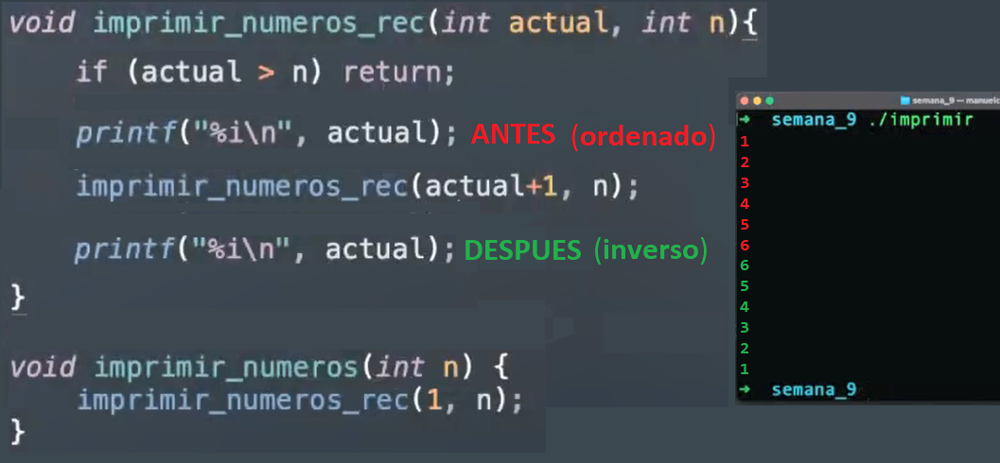 void imprimir_numeros_rec(int actual, int n){
if (actual > n) return;
printf("%i\n", actual); ANTES (ordenado)
imprimir_numeros_rec(actual+1, n);
printf("%i\n", actual); DESPUES (inverso)
}
void imprimir_numeros(int n) {
imprimir_numeros_rec(1, n);
}
semana_9 — manuelc
➜ semana_9 ./imprimir
1
2
3
4
5
6
6
5
4
3
2
1
➜ semana_9